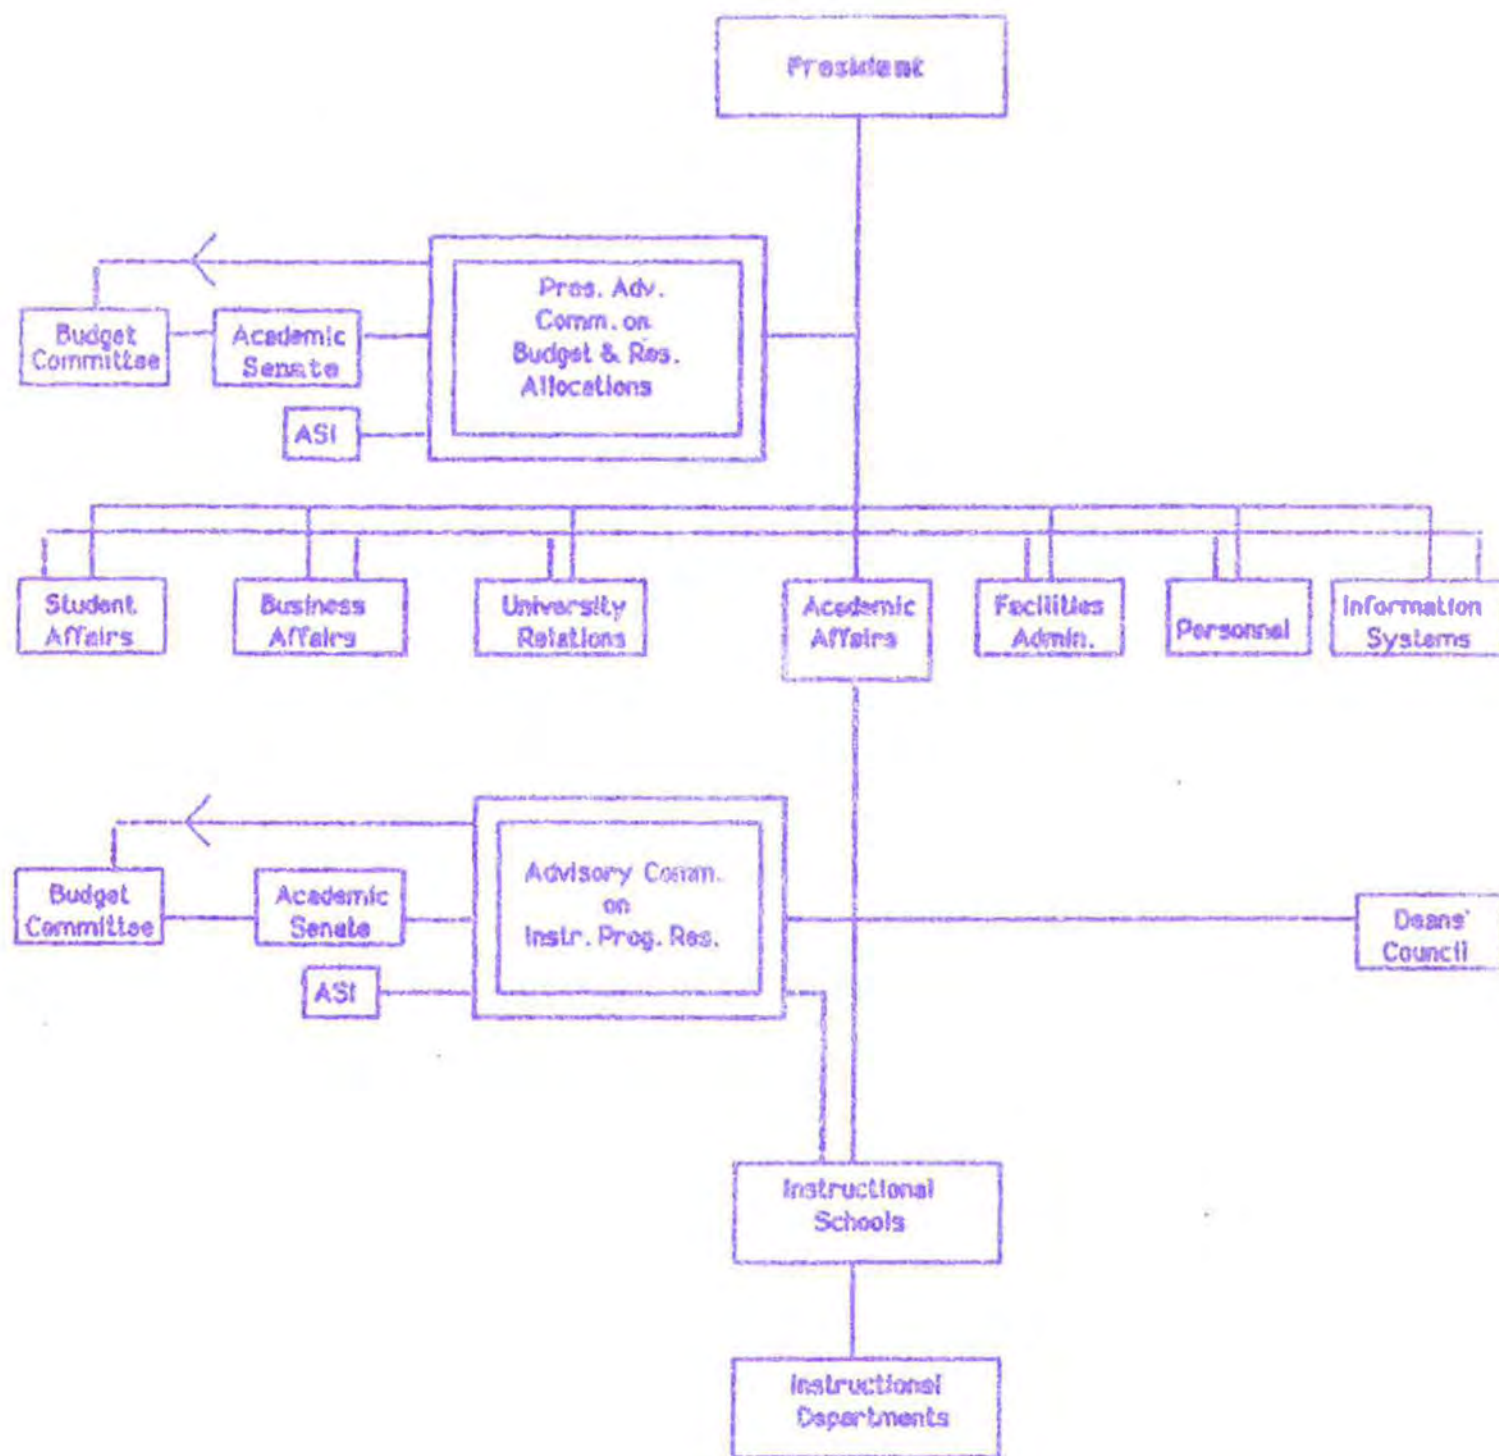 President
Pres. Adv.
Comm. on
Budget & Res.
Allocations
Budget
Committee
Academic
Senate
ASI
Student
Affairs
Business
Affairs
University
Relations
Academic
Affairs
Facilities
Admin.
Personnel
Information
Systems
Advisory Comm.
on
Instr. Prog. Res.
Budget
Committee
Academic
Senate
ASI
Deans'
Council
Instructional
Schools
Instructional
Departments